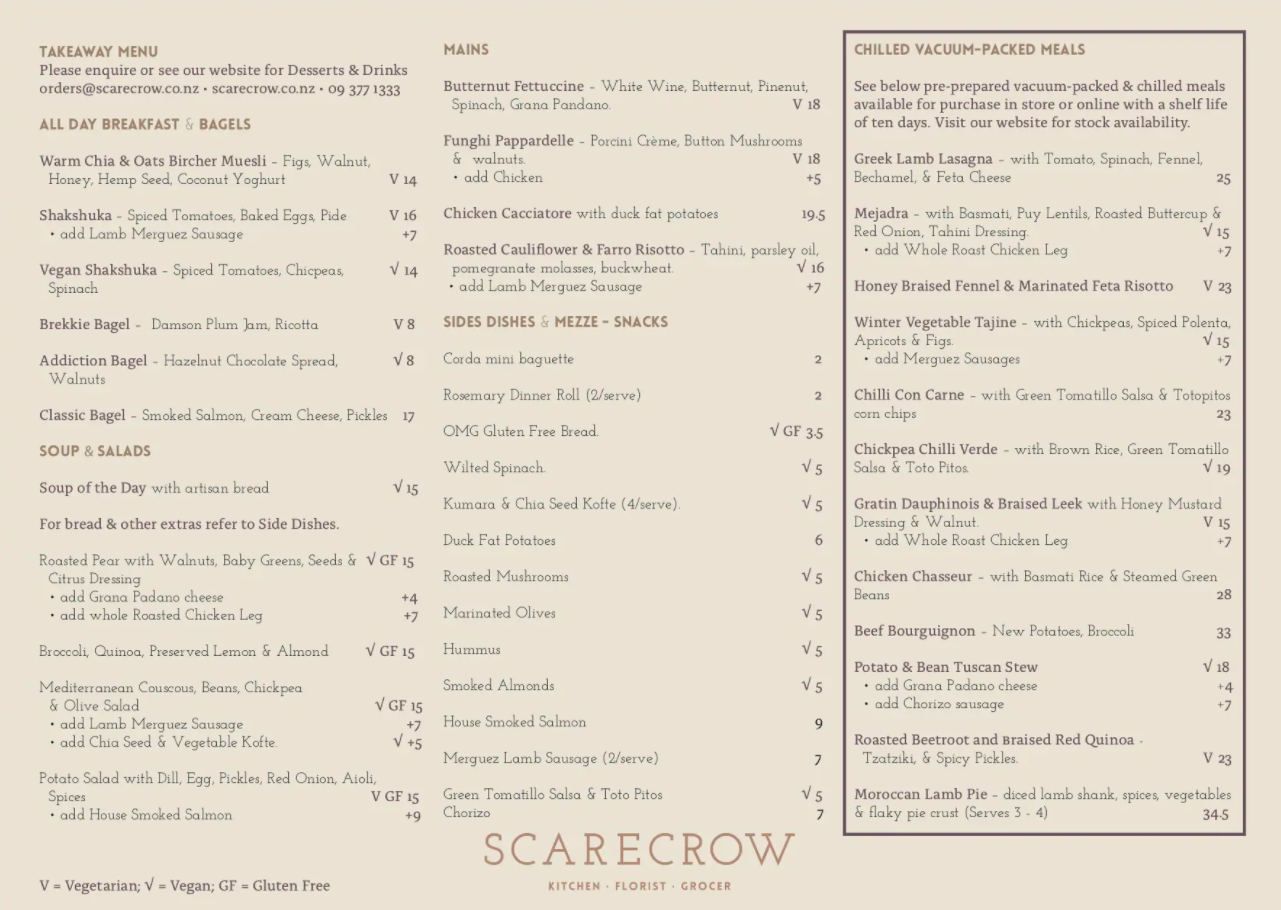 TAKEAWAY MENU
Please enquire or see our website for Desserts & Drinks
orders@scarecrow.co.nz • scarecrow.co.nz • 09 377 1333
ALL DAY BREAKFAST & BAGELS
Warm Chia & Oats Bircher Muesli - Figs, Walnut,
Honey, Hemp Seed, Coconut Yoghurt V 14
Shakshuka - Spiced Tomatoes, Baked Eggs, Pide V 16
• add Lamb Merguez Sausage +7
Vegan Shakshuka - Spiced Tomatoes, Chicpeas, √ 14
Spinach
Brekkie Bagel - Damson Plum Jam, Ricotta V 8
Addiction Bagel - Hazelnut Chocolate Spread, √ 8
Walnuts
Classic Bagel - Smoked Salmon, Cream Cheese, Pickles 17
SOUP & SALADS
Soup of the Day with artisan bread √ 15
For bread & other extras refer to Side Dishes.
Roasted Pear with Walnuts, Baby Greens, Seeds & √ GF 15
Citrus Dressing
• add Grana Padano cheese +4
• add whole Roasted Chicken Leg +7
Broccoli, Quinoa, Preserved Lemon & Almond √ GF 15
Mediterranean Couscous, Beans, Chickpea
& Olive Salad √ GF 15
• add Lamb Merguez Sausage +7
• add Chia Seed & Vegetable Kofte. √ +5
Potato Salad with Dill, Egg, Pickles, Red Onion, Aioli,
Spices V GF 15
• add House Smoked Salmon +9
V = Vegetarian; √ = Vegan; GF = Gluten Free
MAINS
Butternut Fettuccine - White Wine, Butternut, Pinenut,
Spinach, Grana Pandano. V 18
Funghi Pappardelle - Porcini Crème, Button Mushrooms
& walnuts. V 18
• add Chicken +5
Chicken Cacciatore with duck fat potatoes 19.5
Roasted Cauliflower & Farro Risotto - Tahini, parsley oil,
pomegranate molasses, buckwheat. √ 16
• add Lamb Merguez Sausage +7
SIDES DISHES & MEZZE - SNACKS
Corda mini baguette 2
Rosemary Dinner Roll (2/serve) 2
OMG Gluten Free Bread. √ GF 3.5
Wilted Spinach. √ 5
Kumara & Chia Seed Kofte (4/serve). √ 5
Duck Fat Potatoes 6
Roasted Mushrooms √ 5
Marinated Olives √ 5
Hummus √ 5
Smoked Almonds √ 5
House Smoked Salmon 9
Merguez Lamb Sausage (2/serve) 7
Green Tomatillo Salsa & Toto Pitos √ 5
Chorizo 7
SCARECROW
KITCHEN · FLORIST · GROCER
CHILLED VACUUM-PACKED MEALS
See below pre-prepared vacuum-packed & chilled meals
available for purchase in store or online with a shelf life
of ten days. Visit our website for stock availability.
Greek Lamb Lasagna - with Tomato, Spinach, Fennel,
Bechamel, & Feta Cheese 25
Mejadra - with Basmati, Puy Lentils, Roasted Buttercup &
Red Onion, Tahini Dressing. √ 15
• add Whole Roast Chicken Leg +7
Honey Braised Fennel & Marinated Feta Risotto V 23
Winter Vegetable Tajine - with Chickpeas, Spiced Polenta,
Apricots & Figs. √ 15
• add Merguez Sausages +7
Chilli Con Carne - with Green Tomatillo Salsa & Totopitos
corn chips 23
Chickpea Chilli Verde - with Brown Rice, Green Tomatillo
Salsa & Toto Pitos. √ 19
Gratin Dauphinois & Braised Leek with Honey Mustard
Dressing & Walnut. V 15
• add Whole Roast Chicken Leg +7
Chicken Chasseur - with Basmati Rice & Steamed Green
Beans 28
Beef Bourguignon - New Potatoes, Broccoli 33
Potato & Bean Tuscan Stew √ 18
• add Grana Padano cheese +4
• add Chorizo sausage +7
Roasted Beetroot and Braised Red Quinoa -
Tzatziki, & Spicy Pickles. V 23
Moroccan Lamb Pie - diced lamb shank, spices, vegetables
& flaky pie crust (Serves 3 - 4) 34.5